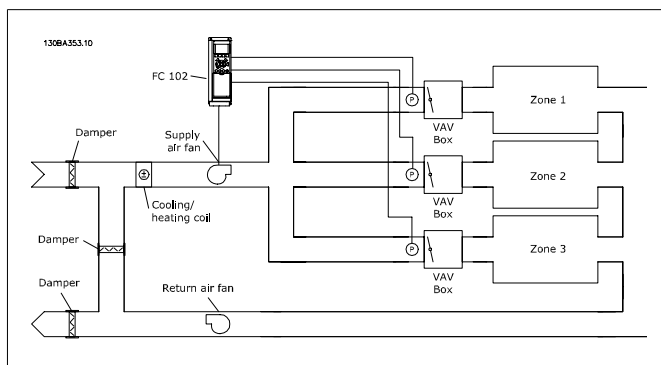 130BA353.10
FC 102
P
Zone 1
VAV
Box
Damper
Supply
air fan
P
Zone 2
VAV
Box
Cooling/
heating coil
Damper
P
Zone 3
VAV
Box
Damper
Return air fan